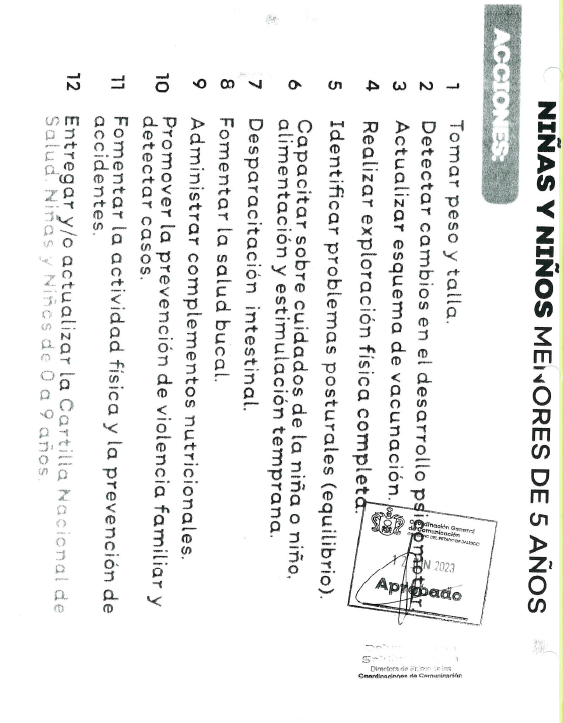 NIÑAS Y NIÑOS MENORES DE 5 AÑOS
ACCIONES:
1 Tomar peso y talla.
2 Detectar cambios en el desarrollo psicomotor.
3 Actualizar esquema de vacunación.
4 Realizar exploración física completa.
5 Identificar problemas posturales (equilibrio).
6 Capacitar sobre cuidados de la niña o niño,
alimentación y estimulación temprana.
7 Desparacitación intestinal.
8 Fomentar la salud bucal.
9 Administrar complementos nutricionales.
10 Promover la prevención de violencia familiar y
detectar casos.
11 Fomentar la actividad física y la prevención de
accidentes.
12 Entregar y/o actualizar la Cartilla Nacional de
Salud. Niñas y Niños de 0 a 9 años.
Coordinación General
de Comunicación
2023
Aprobado
Coordinaciones de Comunicación